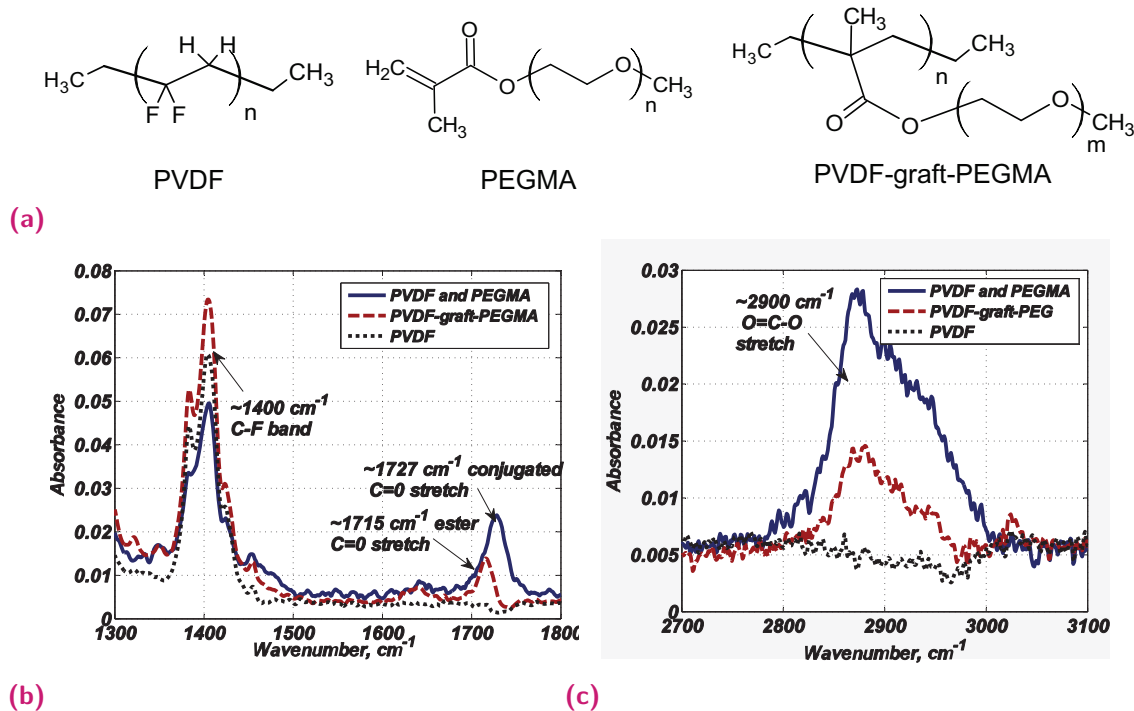 (a)
H₃C
F F
H H
n
CH₃
PVDF
H₂C
CH₃
O
O
O
n
CH₃
PEGMA
H₃C
CH₃
n
CH₃
O
O
O
CH₃
m
PVDF-graft-PEGMA
0.08
0.07
0.06
0.05
0.04
0.03
0.02
0.01
0
Absorbance
PVDF and PEGMA
PVDF-graft-PEGMA
PVDF
~1400 cm⁻¹
C-F band
~1727 cm⁻¹ conjugated
C=0 stretch
~1715 cm⁻¹ ester
C=0 stretch
1300 1400 1500 1600 1700 1800
Wavenumber, cm⁻¹
(b)
0.03
0.025
0.02
0.015
0.01
0.005
0
Absorbance
~2900 cm⁻¹
O=C-O
stretch
PVDF and PEGMA
PVDF-graft-PEG
PVDF
2700 2800 2900 3000 3100
Wavenumber, cm⁻¹
(c)